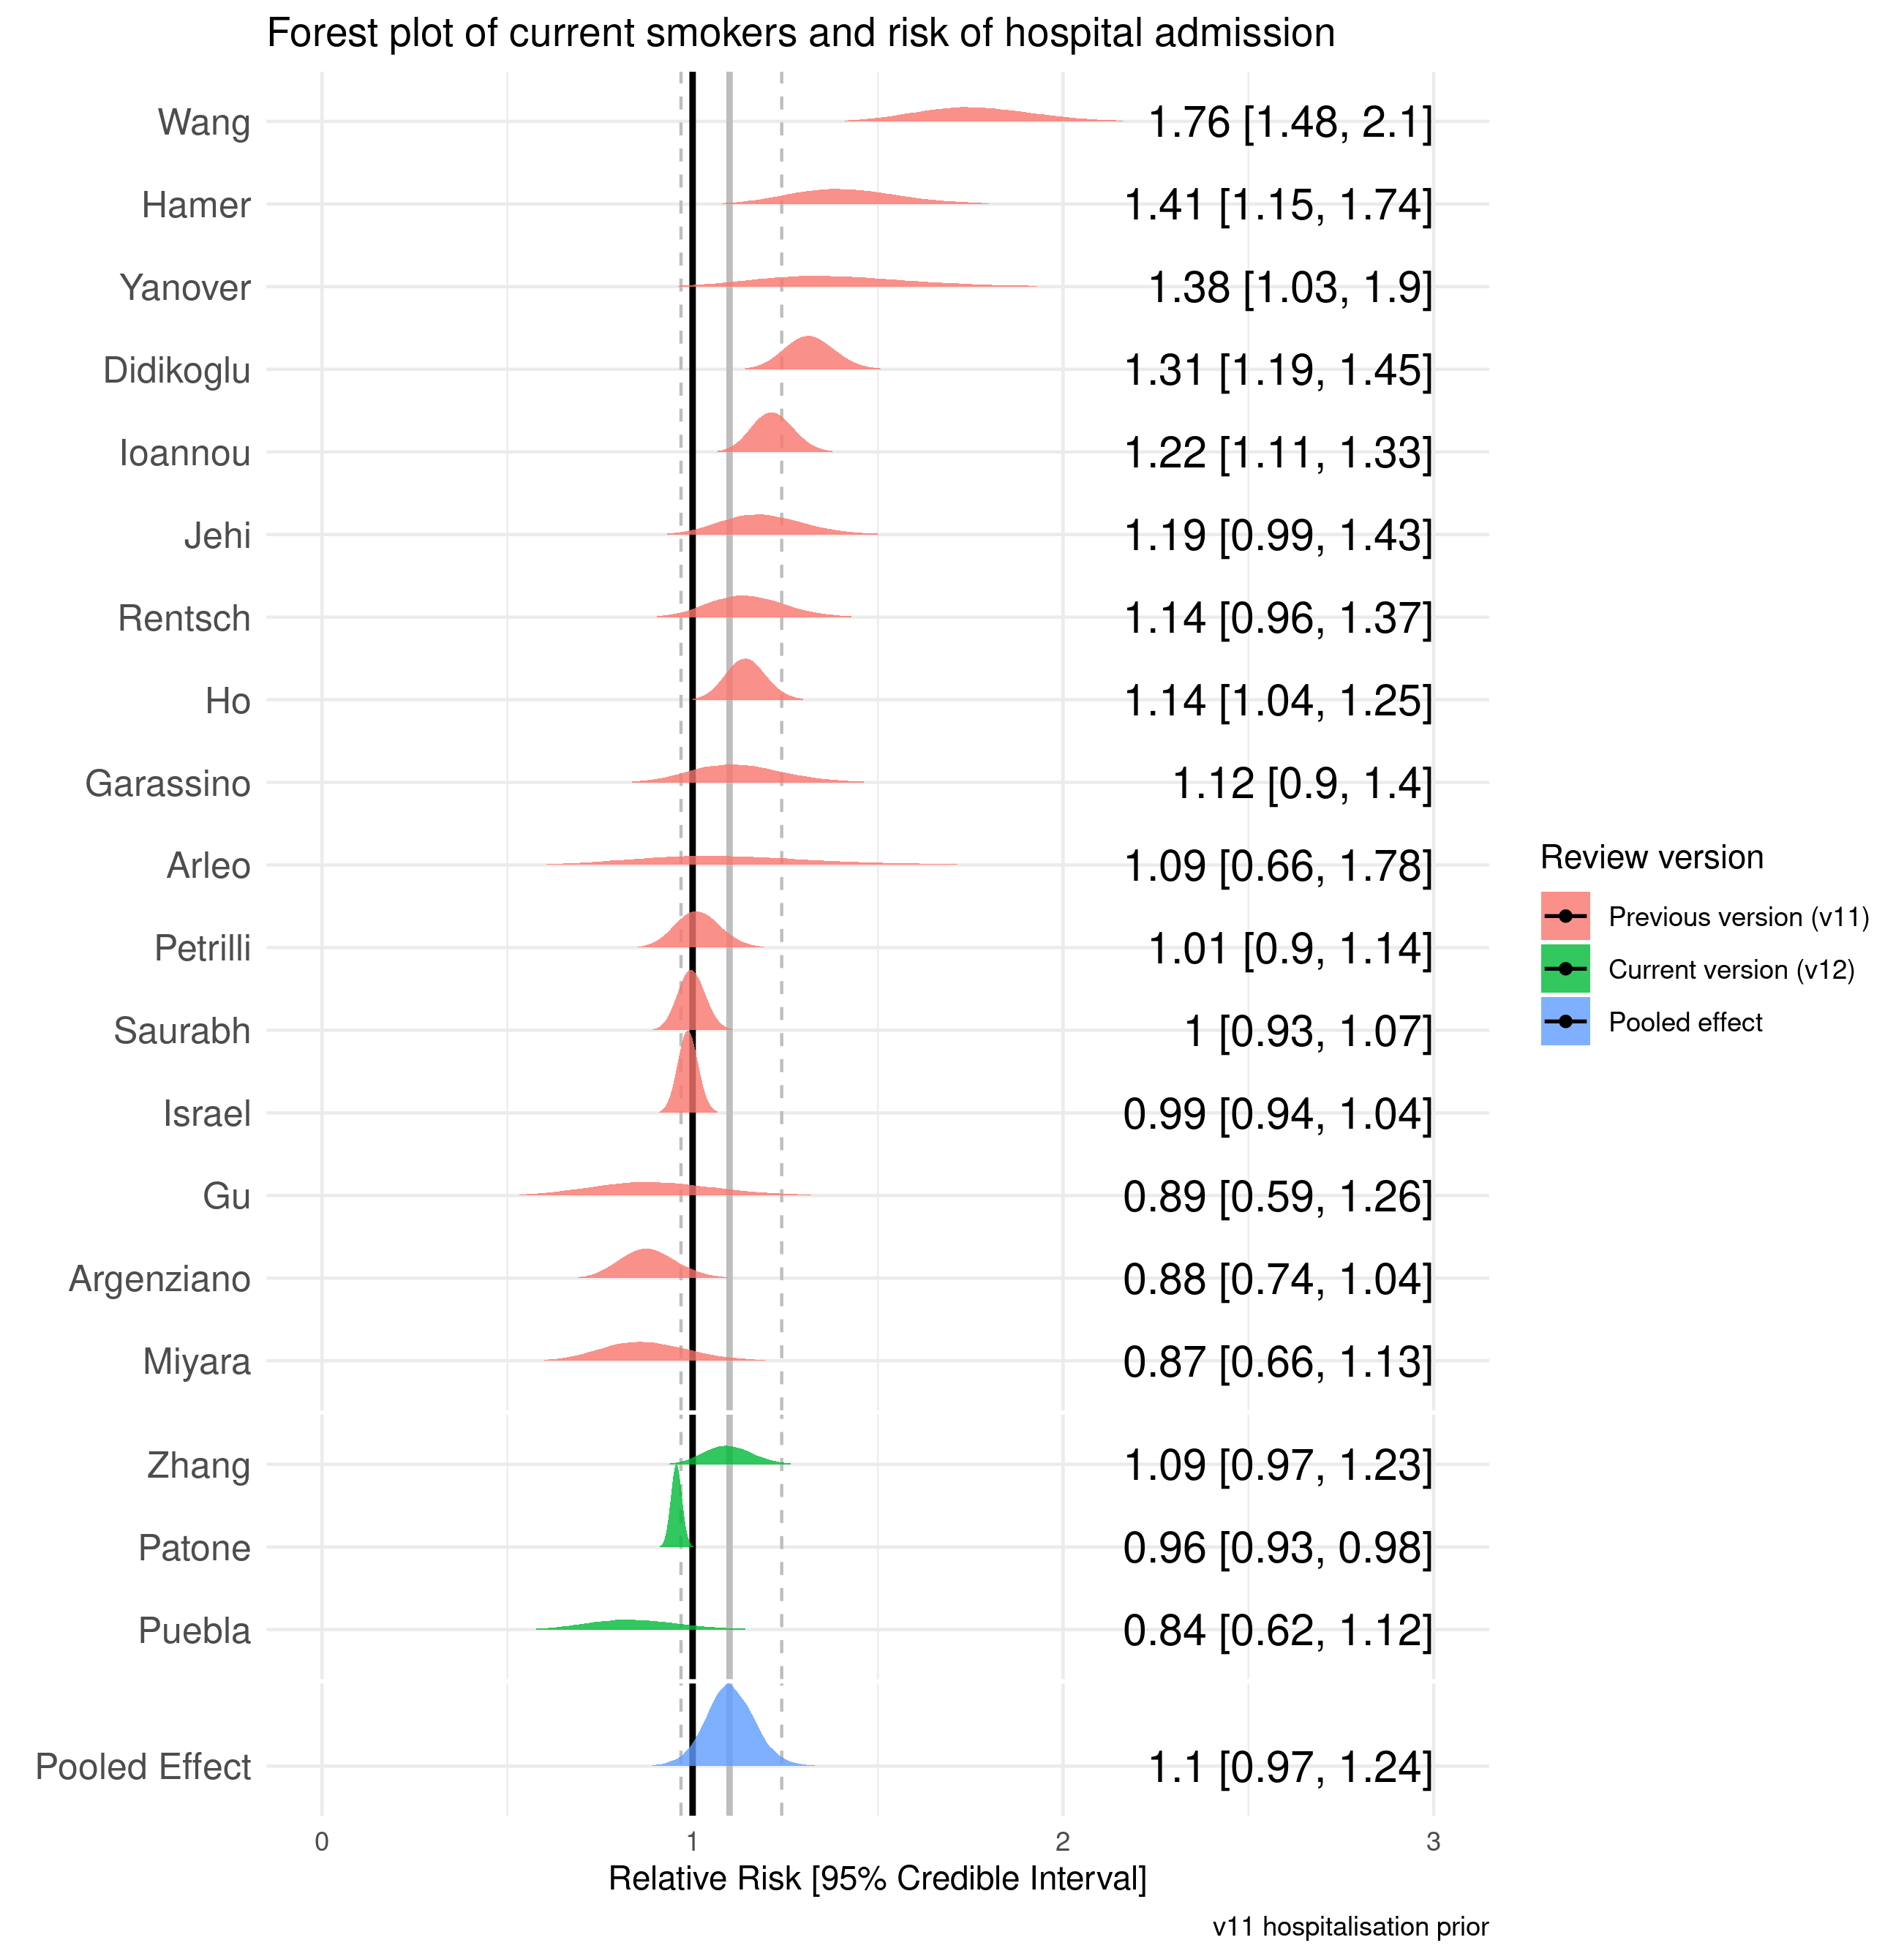 Forest plot of current smokers and risk of hospital admission
Wang 1.76 [1.48, 2.1]
Hamer 1.41 [1.15, 1.74]
Yanover 1.38 [1.03, 1.9]
Didikoglu 1.31 [1.19, 1.45]
Ioannou 1.22 [1.11, 1.33]
Jehi 1.19 [0.99, 1.43]
Rentsch 1.14 [0.96, 1.37]
Ho 1.14 [1.04, 1.25]
Garassino 1.12 [0.9, 1.4]
Arleo 1.09 [0.66, 1.78]
Petrilli 1.01 [0.9, 1.14]
Saurabh 1 [0.93, 1.07]
Israel 0.99 [0.94, 1.04]
Gu 0.89 [0.59, 1.26]
Argenziano 0.88 [0.74, 1.04]
Miyara 0.87 [0.66, 1.13]
Zhang 1.09 [0.97, 1.23]
Patone 0.96 [0.93, 0.98]
Puebla 0.84 [0.62, 1.12]
Pooled Effect 1.1 [0.97, 1.24]
0 1 2 3
Relative Risk [95% Credible Interval]
v11 hospitalisation prior
Review version
Previous version (v11)
Current version (v12)
Pooled effect